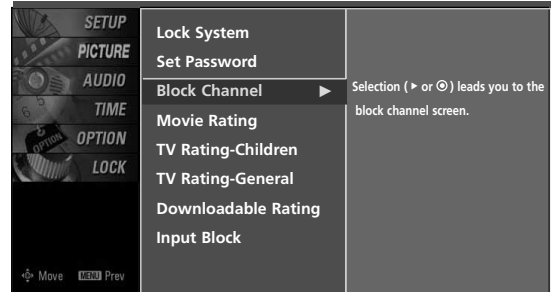 SETUP
PICTURE
AUDIO
TIME
OPTION
LOCK
Move MENU Prev
Lock System
Set Password
Block Channel ►
Movie Rating
TV Rating-Children
TV Rating-General
Downloadable Rating
Input Block
Selection (► or ⊙) leads you to the
block channel screen.